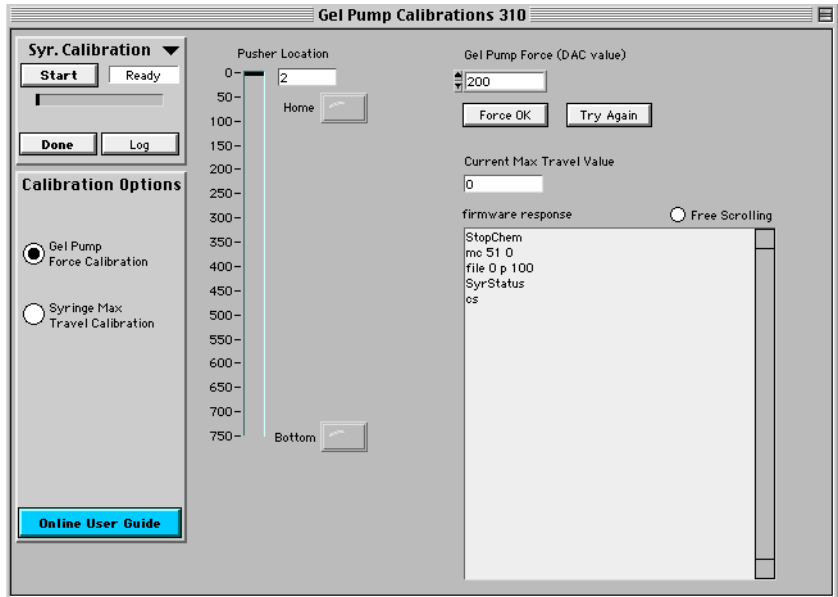 Gel Pump Calibrations 310
Syr. Calibration
Start
Ready
Done
Log
Calibration Options
Gel Pump
Force Calibration
Syringe Max
Travel Calibration
Online User Guide
Pusher Location
2
0
50
100
150
200
250
300
350
400
450
500
550
600
650
700
750
Home
Bottom
Gel Pump Force (DAC value)
200
Force OK
Try Again
Current Max Travel Value
0
firmware response
Free Scrolling
StopChem
mc 51 0
file 0 p 100
SyrStatus
cs